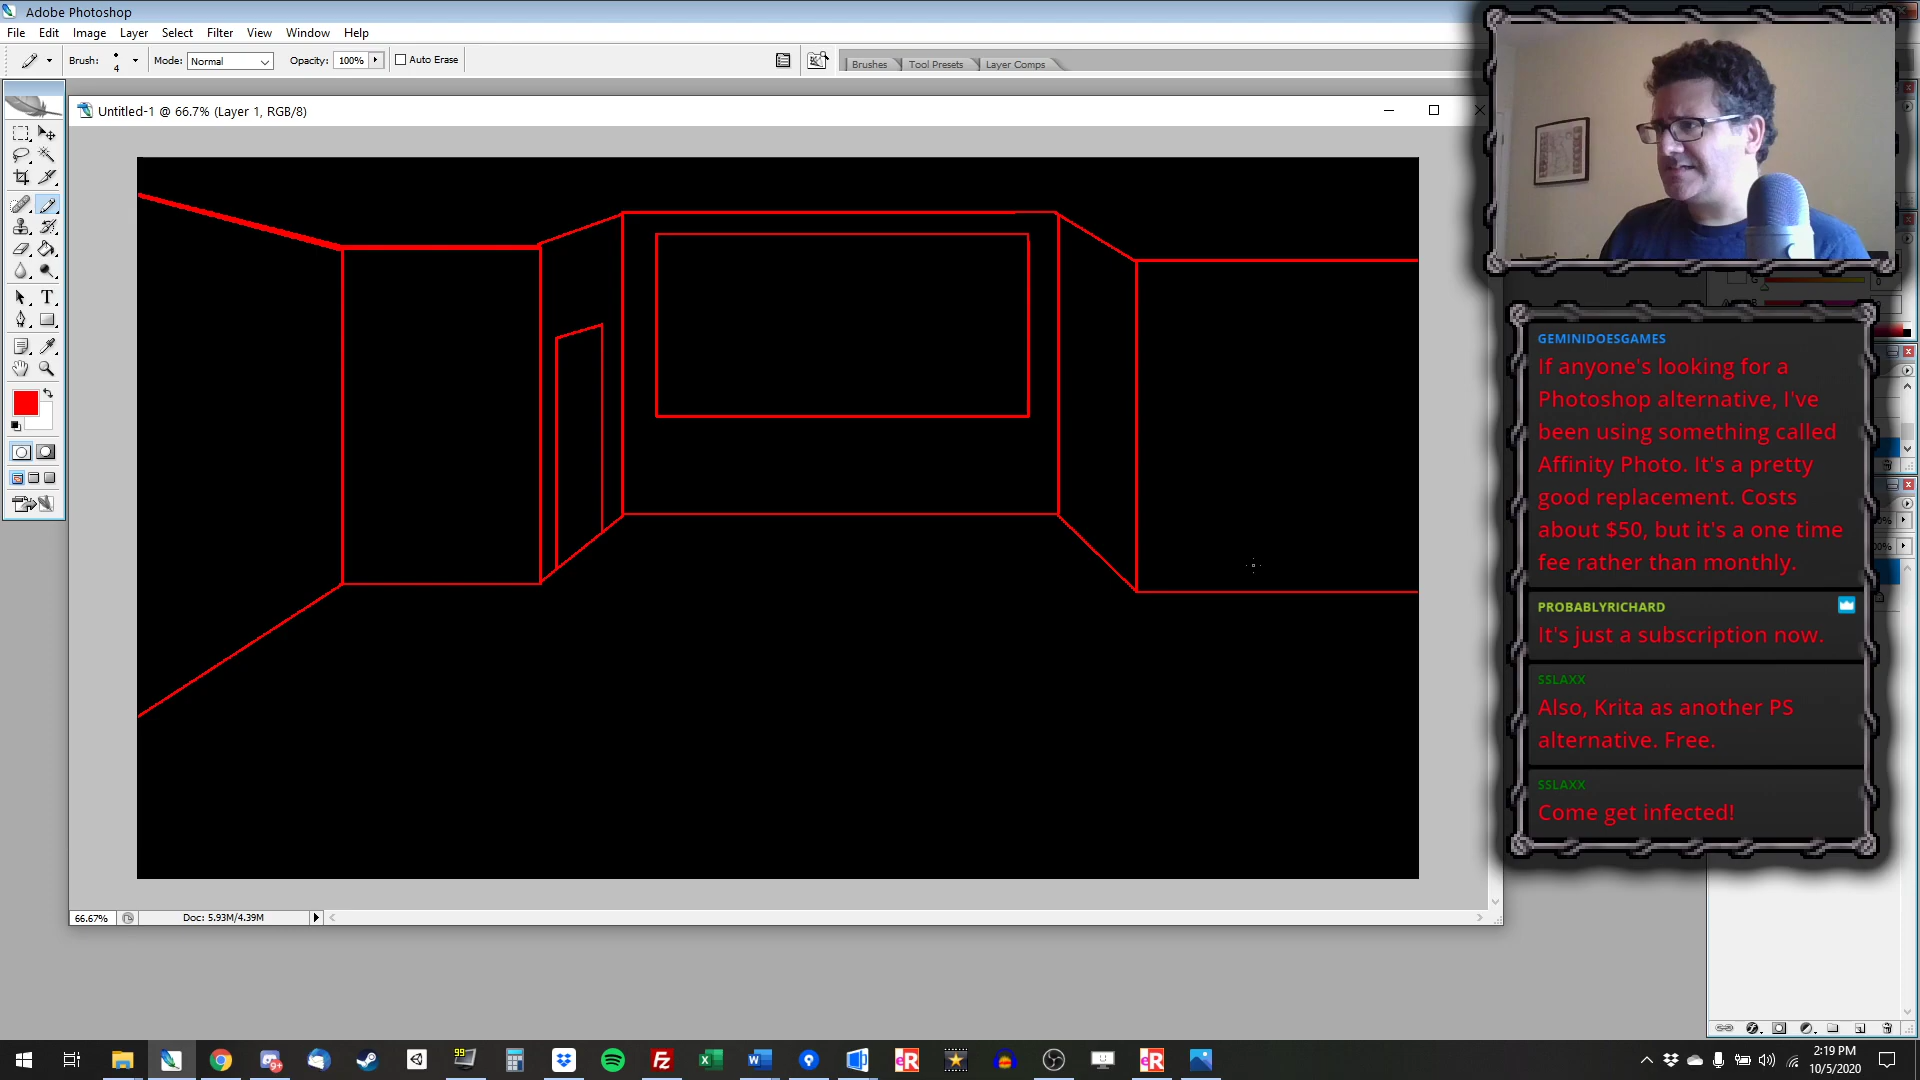 Adobe Photoshop
File Edit Image Layer Select Filter View Window Help
Brush: 4 Mode: Normal Opacity: 100% Auto Erase
Brushes Tool Presets Layer Comps
Untitled-1 @ 66.7% (Layer 1, RGB/8)
GEMINIDOESGAMES
If anyone's looking for a
Photoshop alternative, I've
been using something called
Affinity Photo. It's a pretty
good replacement. Costs
about $50, but it's a one time
fee rather than monthly.
PROBABLYRICHARD
It's just a subscription now.
SSLAXX
Also, Krita as another PS
alternative. Free.
SSLAXX
Come get infected!
66.67% Doc: 5.93M/4.39M
2:19 PM
10/5/2020